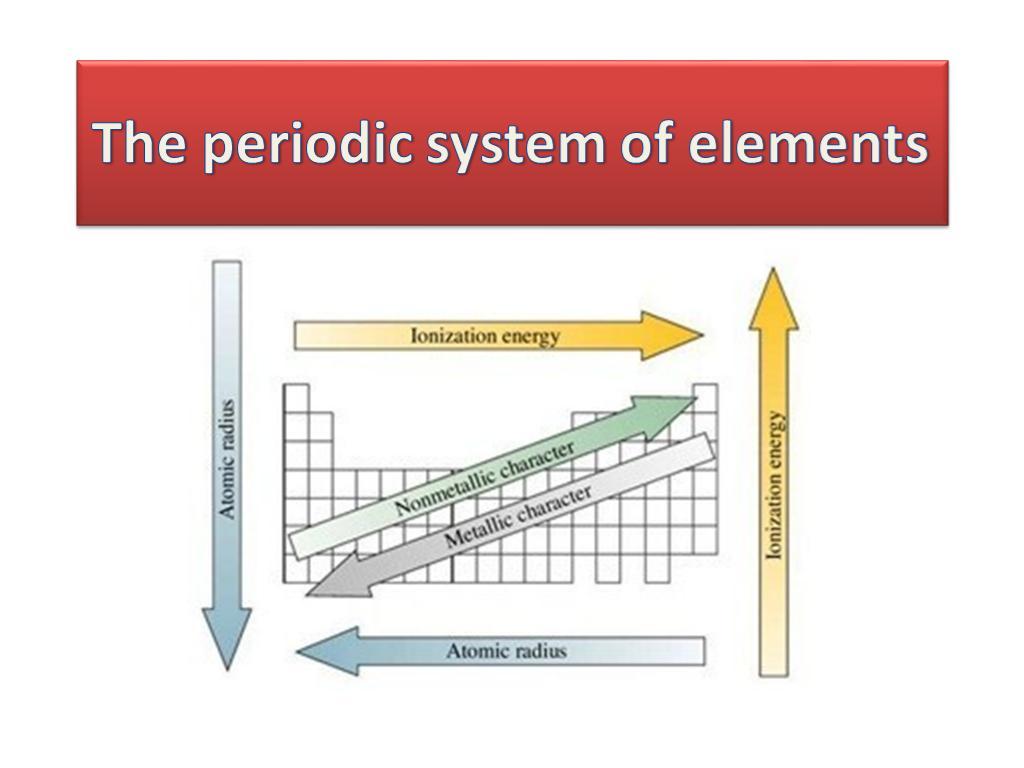 The periodic system of elements
Ionization energy
Atomic radius
Nonmetallic character
Metallic character
Ionization energy
Atomic radius